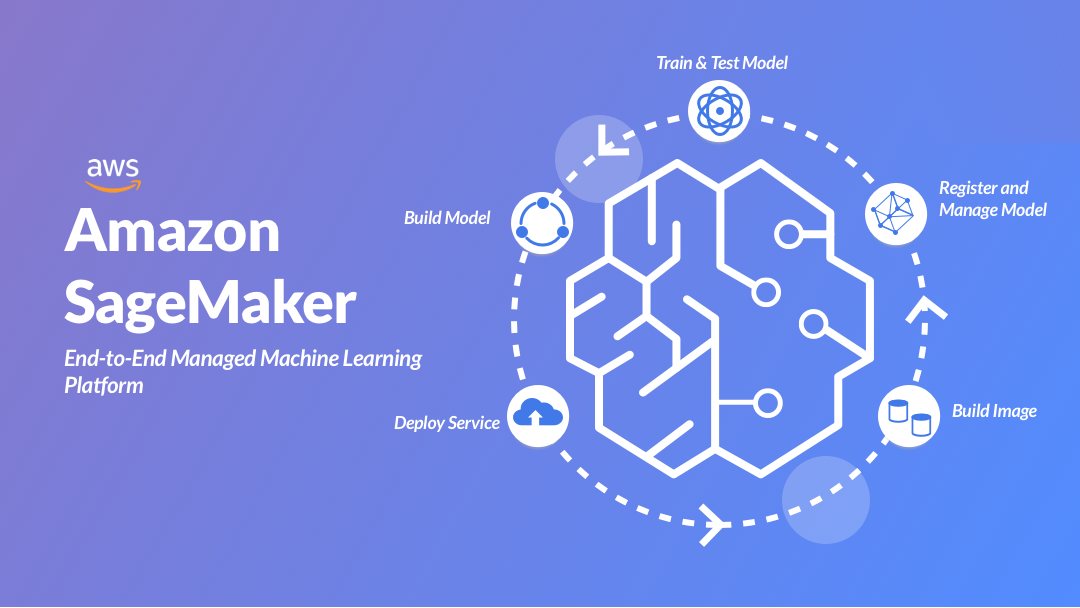 aws
Amazon
SageMaker
End-to-End Managed Machine Learning
Platform
Train & Test Model
Register and
Manage Model
Build Model
Build Image
Deploy Service